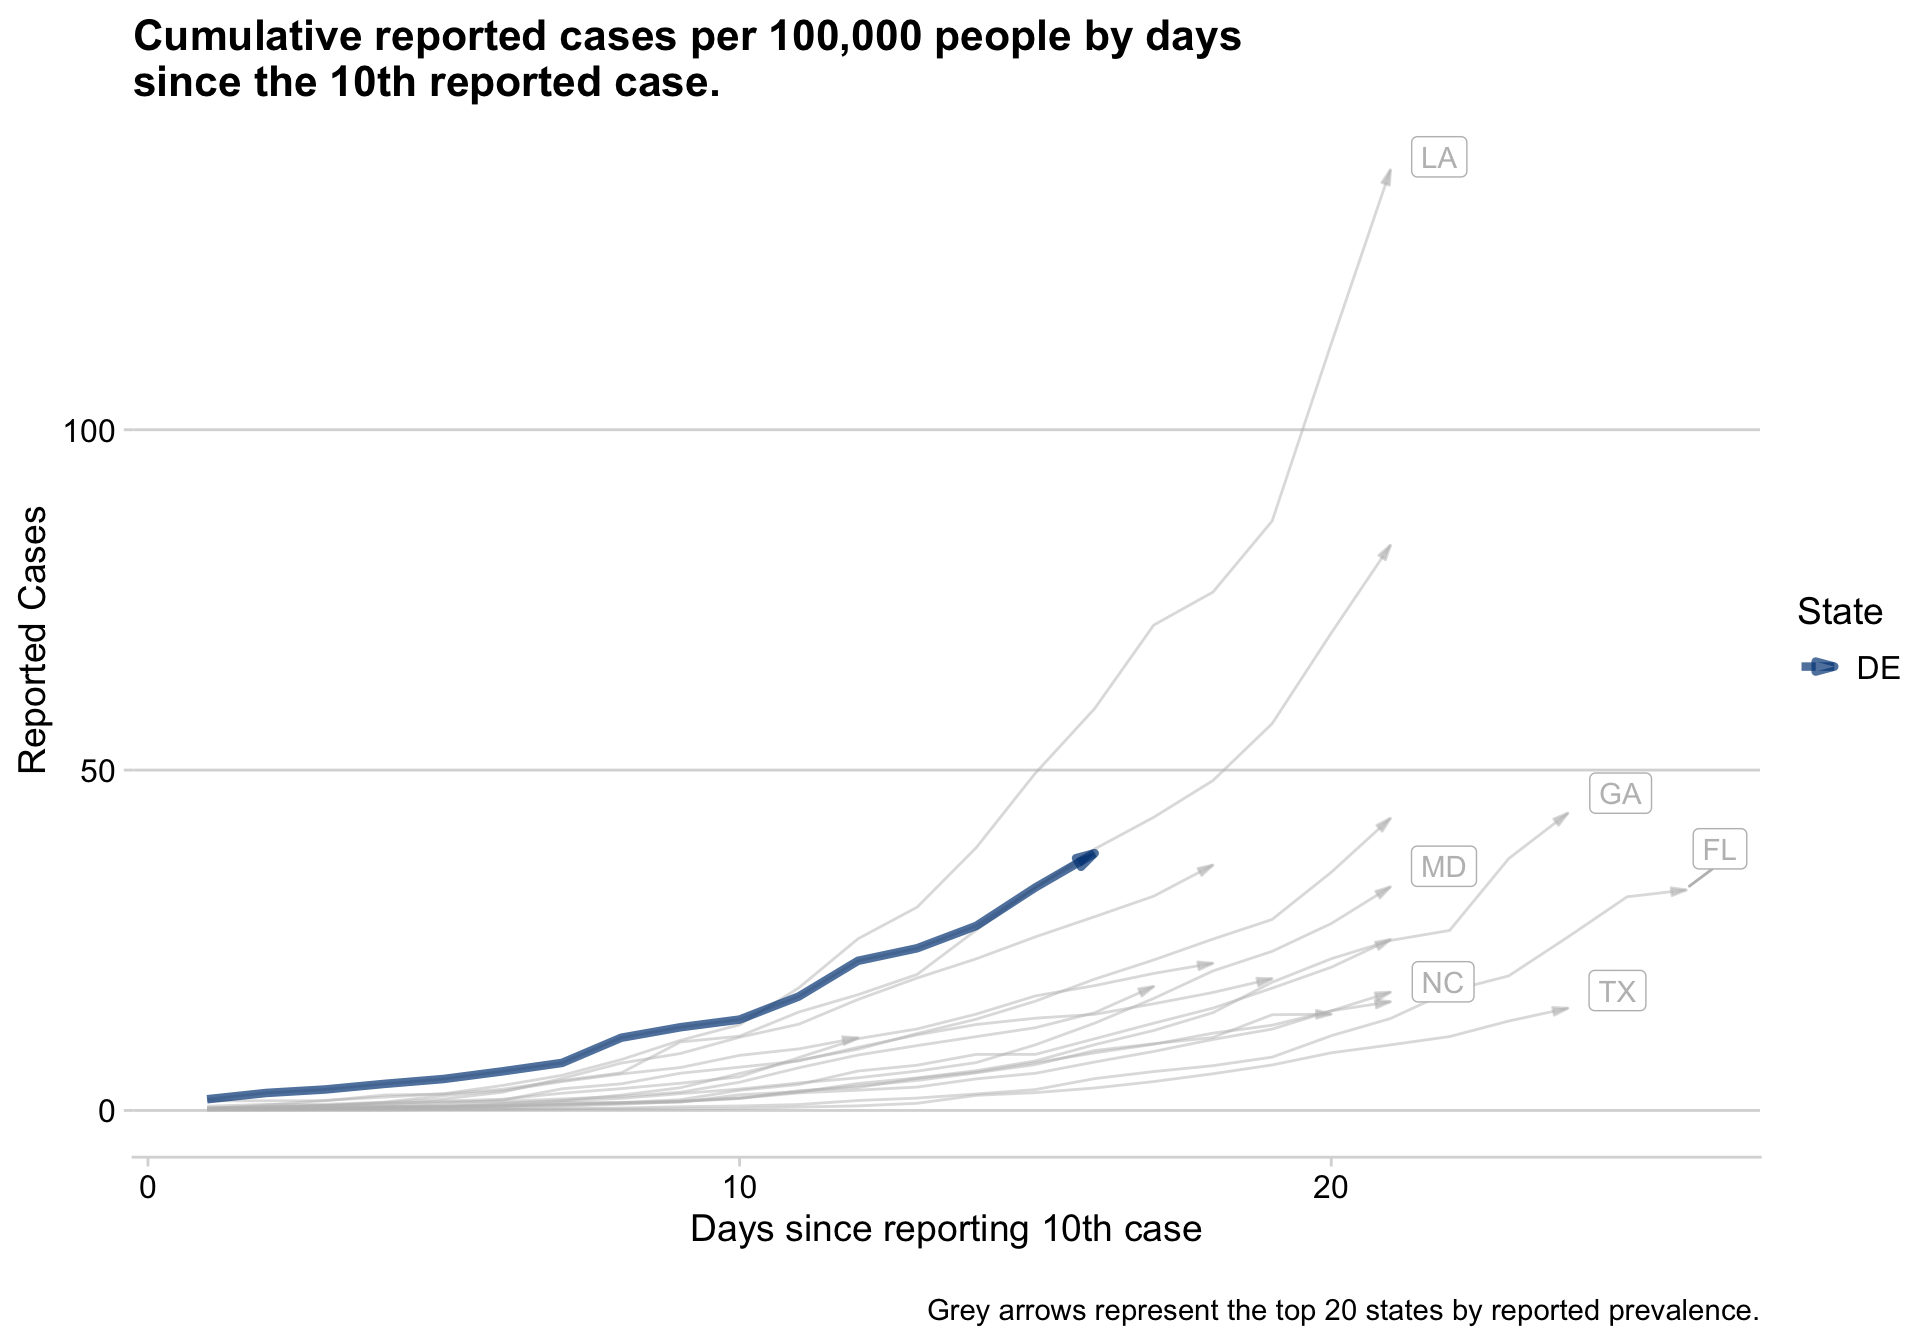 Cumulative reported cases per 100,000 people by days
since the 10th reported case.
LA
100
Reported Cases
State
DE
50
GA
FL
MD
NC
TX
0
0
10
20
Days since reporting 10th case
Grey arrows represent the top 20 states by reported prevalence.